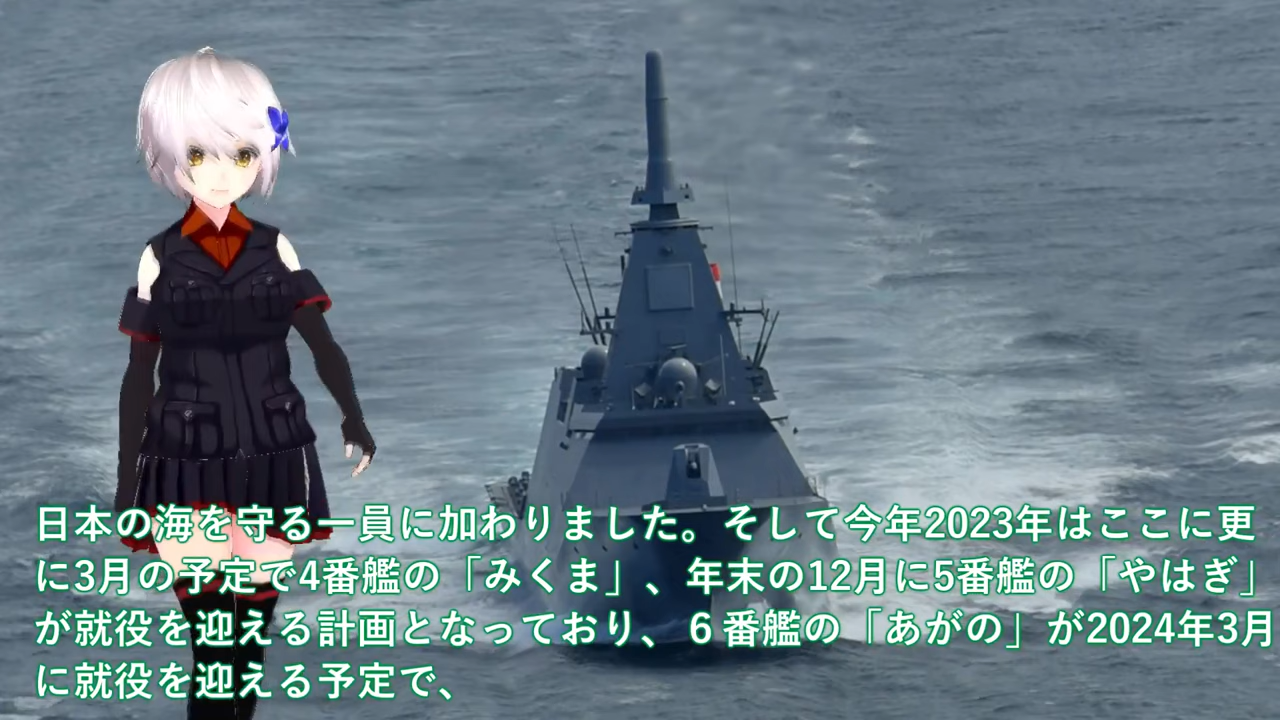 日本の海を守る一員に加わりました。そして今年2023年はここに更
に3月の予定で4番艦の「みくま」、年末の12月に5番艦の「やはぎ」
が就役を迎える計画となっており、６番艦の「あがの」が2024年3月
に就役を迎える予定で、